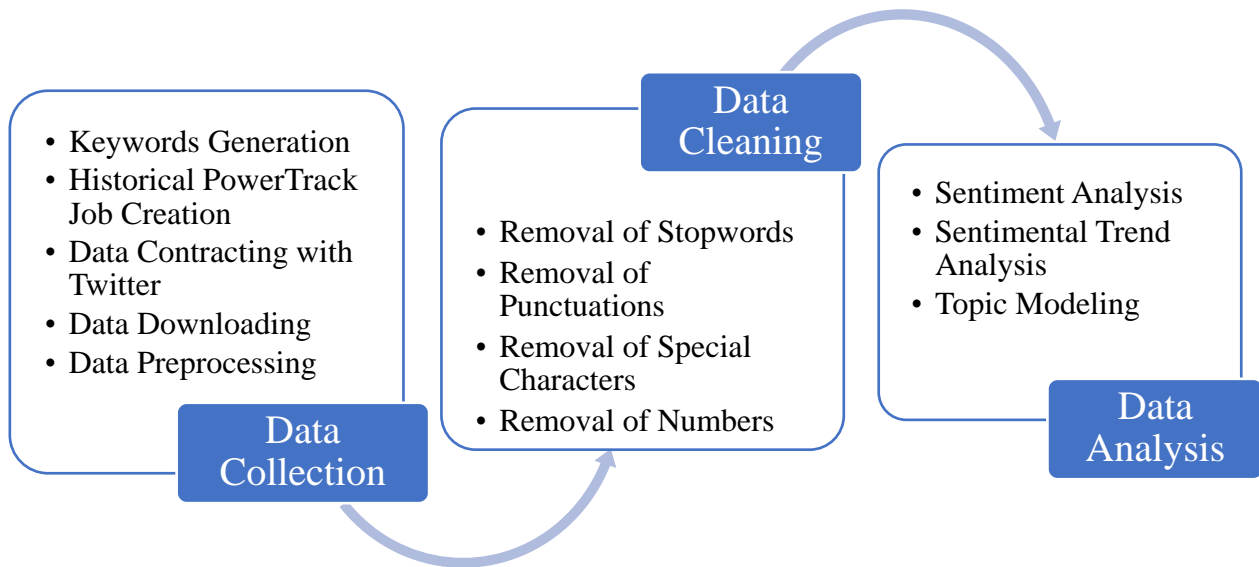 • Keywords Generation
• Historical PowerTrack
Job Creation
• Data Contracting with
Twitter
• Data Downloading
• Data Preprocessing
Data
Collection
Data
Cleaning
• Removal of Stopwords
• Removal of
Punctuations
• Removal of Special
Characters
• Removal of Numbers
• Sentiment Analysis
• Sentimental Trend
Analysis
• Topic Modeling
Data
Analysis